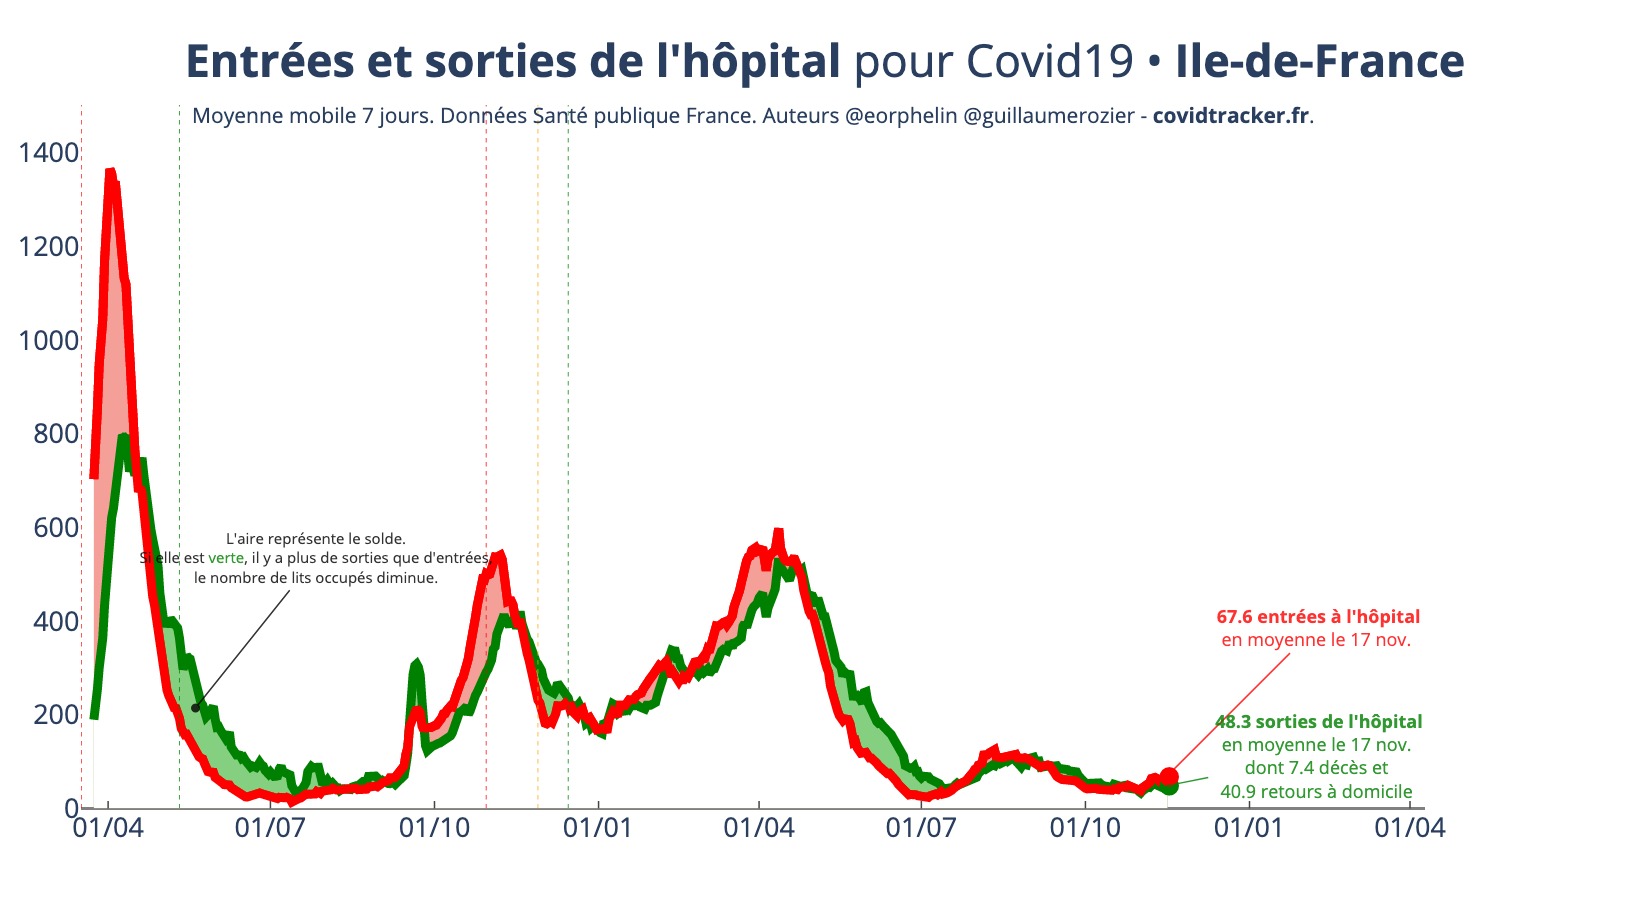 Entrées et sorties de l'hôpital pour Covid19 • Ile-de-France
Moyenne mobile 7 jours. Données Santé publique France. Auteurs @eorphelin @guillaumerozier - covidtracker.fr.
1400
1200
1000
800
600
400
200
0
L'aire représente le solde.
Si elle est verte, il y a plus de sorties que d'entrées,
le nombre de lits occupés diminue.
67.6 entrées à l'hôpital
en moyenne le 17 nov.
48.3 sorties de l'hôpital
en moyenne le 17 nov.
dont 7.4 décès et
40.9 retours à domicile
01/04
01/07
01/10
01/01
01/04
01/07
01/10
01/01
01/04